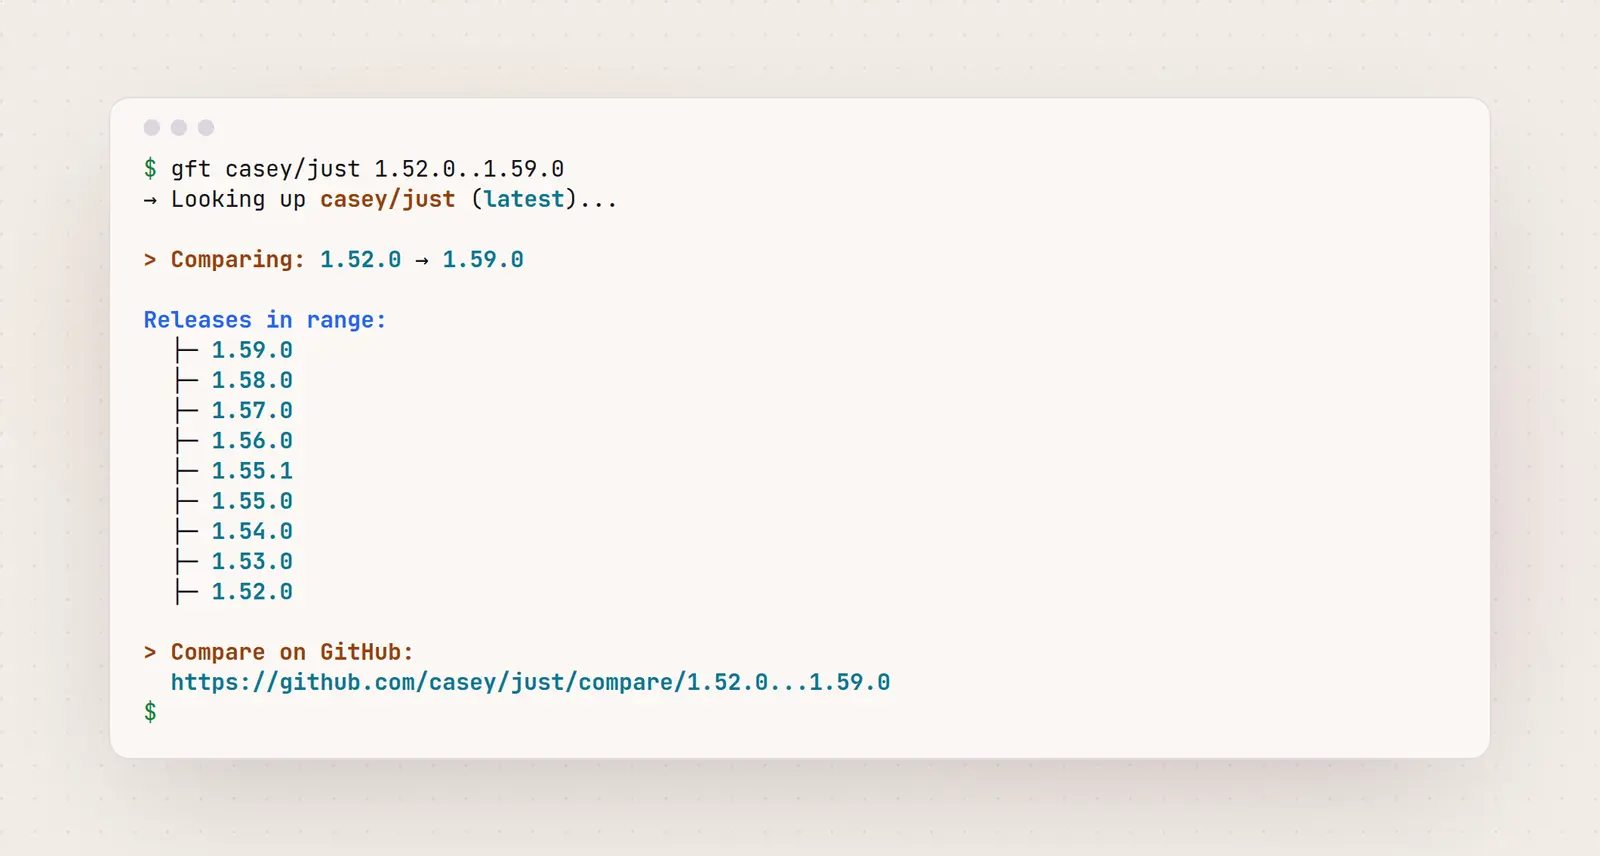 $ gft casey/just 1.52.0..1.59.0
→ Looking up casey/just (latest)...
> Comparing: 1.52.0 → 1.59.0
Releases in range:
├─ 1.59.0
├─ 1.58.0
├─ 1.57.0
├─ 1.56.0
├─ 1.55.1
├─ 1.55.0
├─ 1.54.0
├─ 1.53.0
├─ 1.52.0
> Compare on GitHub:
https://github.com/casey/just/compare/1.52.0...1.59.0
$